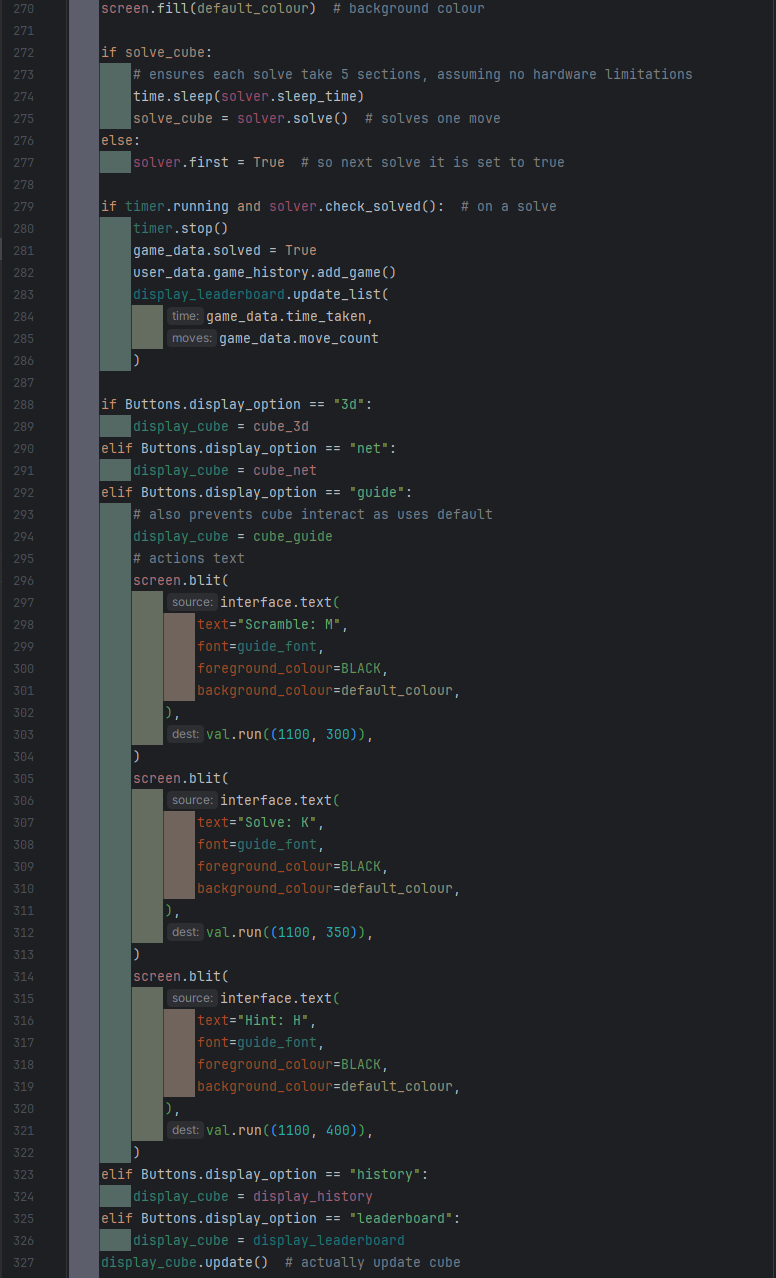 270 screen.fill(default_colour)  # background colour
271
272 if solve_cube:
273     # ensures each solve take 5 sections, assuming no hardware limitations
274     time.sleep(solver.sleep_time)
275     solve_cube = solver.solve()  # solves one move
276 else:
277     solver.first = True  # so next solve it is set to true
278
279 if timer.running and solver.check_solved():  # on a solve
280     timer.stop()
281     game_data.solved = True
282     user_data.game_history.add_game()
283     display_leaderboard.update_list(
284         time: game_data.time_taken,
285         moves: game_data.move_count
286     )
287
288 if Buttons.display_option == "3d":
289     display_cube = cube_3d
290 elif Buttons.display_option == "net":
291     display_cube = cube_net
292 elif Buttons.display_option == "guide":
293     # also prevents cube interact as uses default
294     display_cube = cube_guide
295     # actions text
296     screen.blit(
297         source: interface.text(
298             text="Scramble: M",
299             font=guide_font,
300             foreground_colour=BLACK,
301             background_colour=default_colour,
302         ),
303         dest: val.run((1100, 300)),
304     )
305     screen.blit(
306         source: interface.text(
307             text="Solve: K",
308             font=guide_font,
309             foreground_colour=BLACK,
310             background_colour=default_colour,
311         ),
312         dest: val.run((1100, 350)),
313     )
314     screen.blit(
315         source: interface.text(
316             text="Hint: H",
317             font=guide_font,
318             foreground_colour=BLACK,
319             background_colour=default_colour,
320         ),
321         dest: val.run((1100, 400)),
322     )
323 elif Buttons.display_option == "history":
324     display_cube = display_history
325 elif Buttons.display_option == "leaderboard":
326     display_cube = display_leaderboard
327 display_cube.update()  # actually update cube